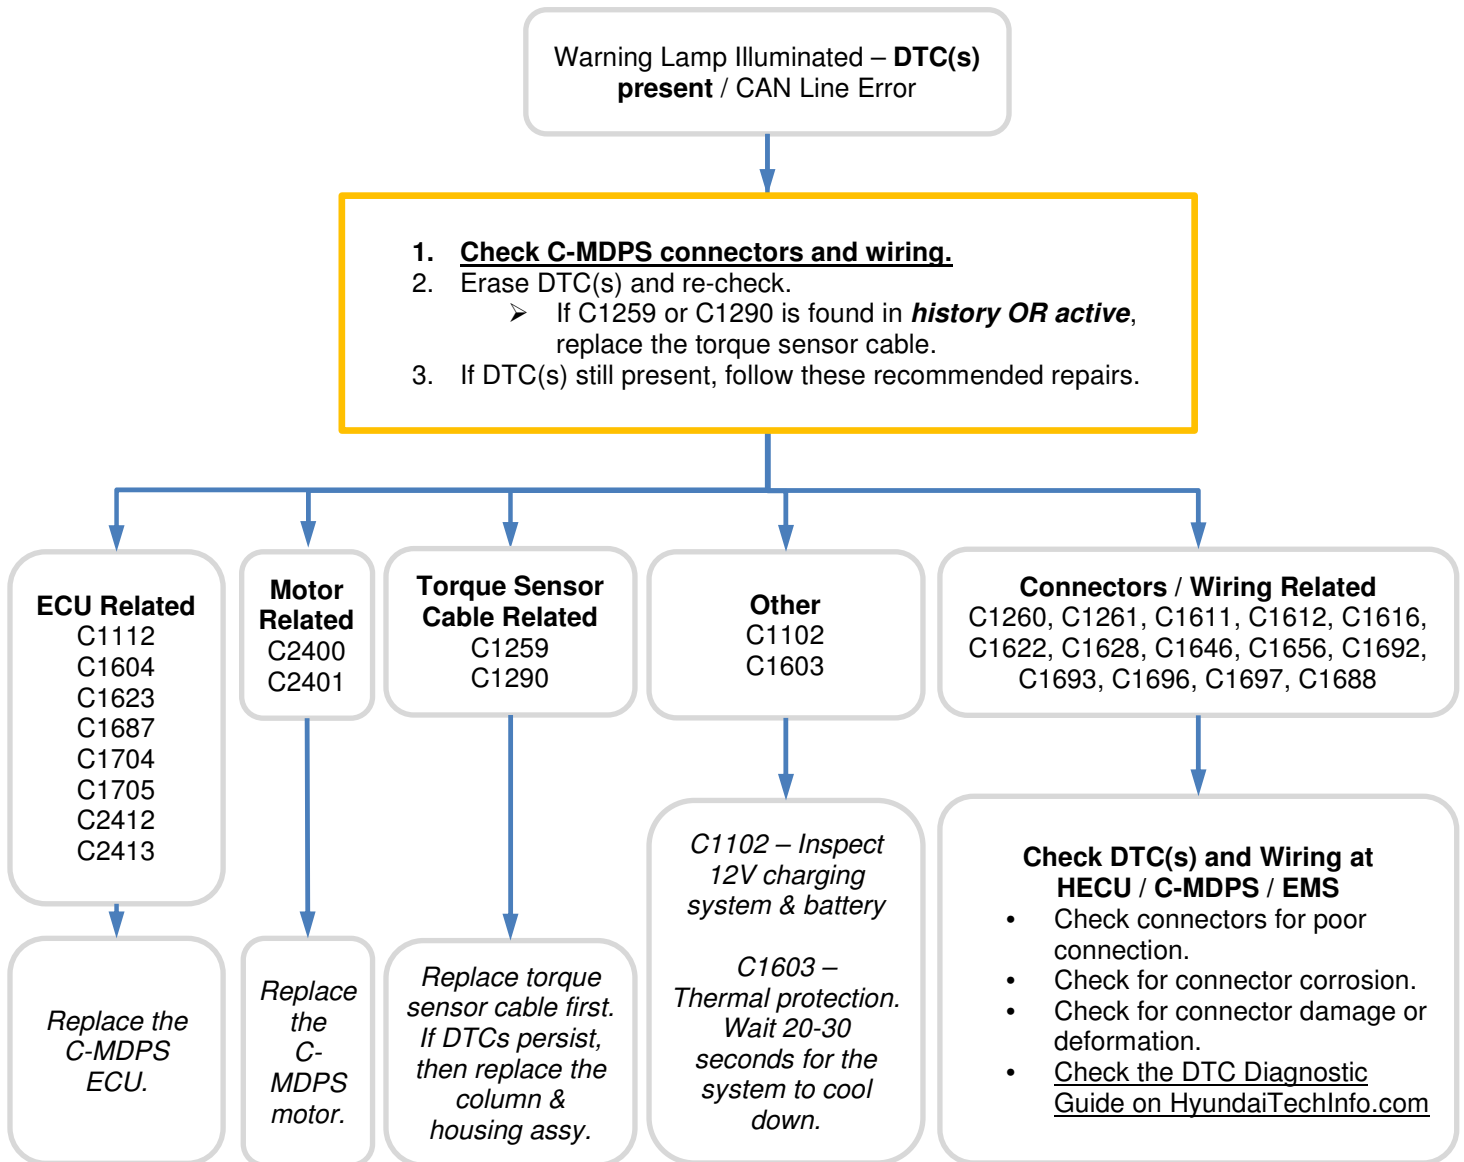 Warning Lamp Illuminated – DTC(s)
present / CAN Line Error
1. Check C-MDPS connectors and wiring.
2. Erase DTC(s) and re-check.
➢ If C1259 or C1290 is found in history OR active,
replace the torque sensor cable.
3. If DTC(s) still present, follow these recommended repairs.
ECU Related
C1112
C1604
C1623
C1687
C1704
C1705
C2412
C2413
Motor
Related
C2400
C2401
Torque Sensor
Cable Related
C1259
C1290
Other
C1102
C1603
Connectors / Wiring Related
C1260, C1261, C1611, C1612, C1616,
C1622, C1628, C1646, C1656, C1692,
C1693, C1696, C1697, C1688
Replace the
C-MDPS
ECU.
Replace
the
C-
MDPS
motor.
Replace torque
sensor cable first.
If DTCs persist,
then replace the
column &
housing assy.
C1102 – Inspect
12V charging
system & battery
C1603 –
Thermal protection.
Wait 20-30
seconds for the
system to cool
down.
Check DTC(s) and Wiring at
HECU / C-MDPS / EMS
• Check connectors for poor
connection.
• Check for connector corrosion.
• Check for connector damage or
deformation.
• Check the DTC Diagnostic
Guide on HyundaiTechInfo.com